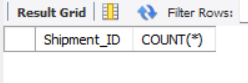 Result Grid Filter Rows:
Shipment_ID COUNT(*)